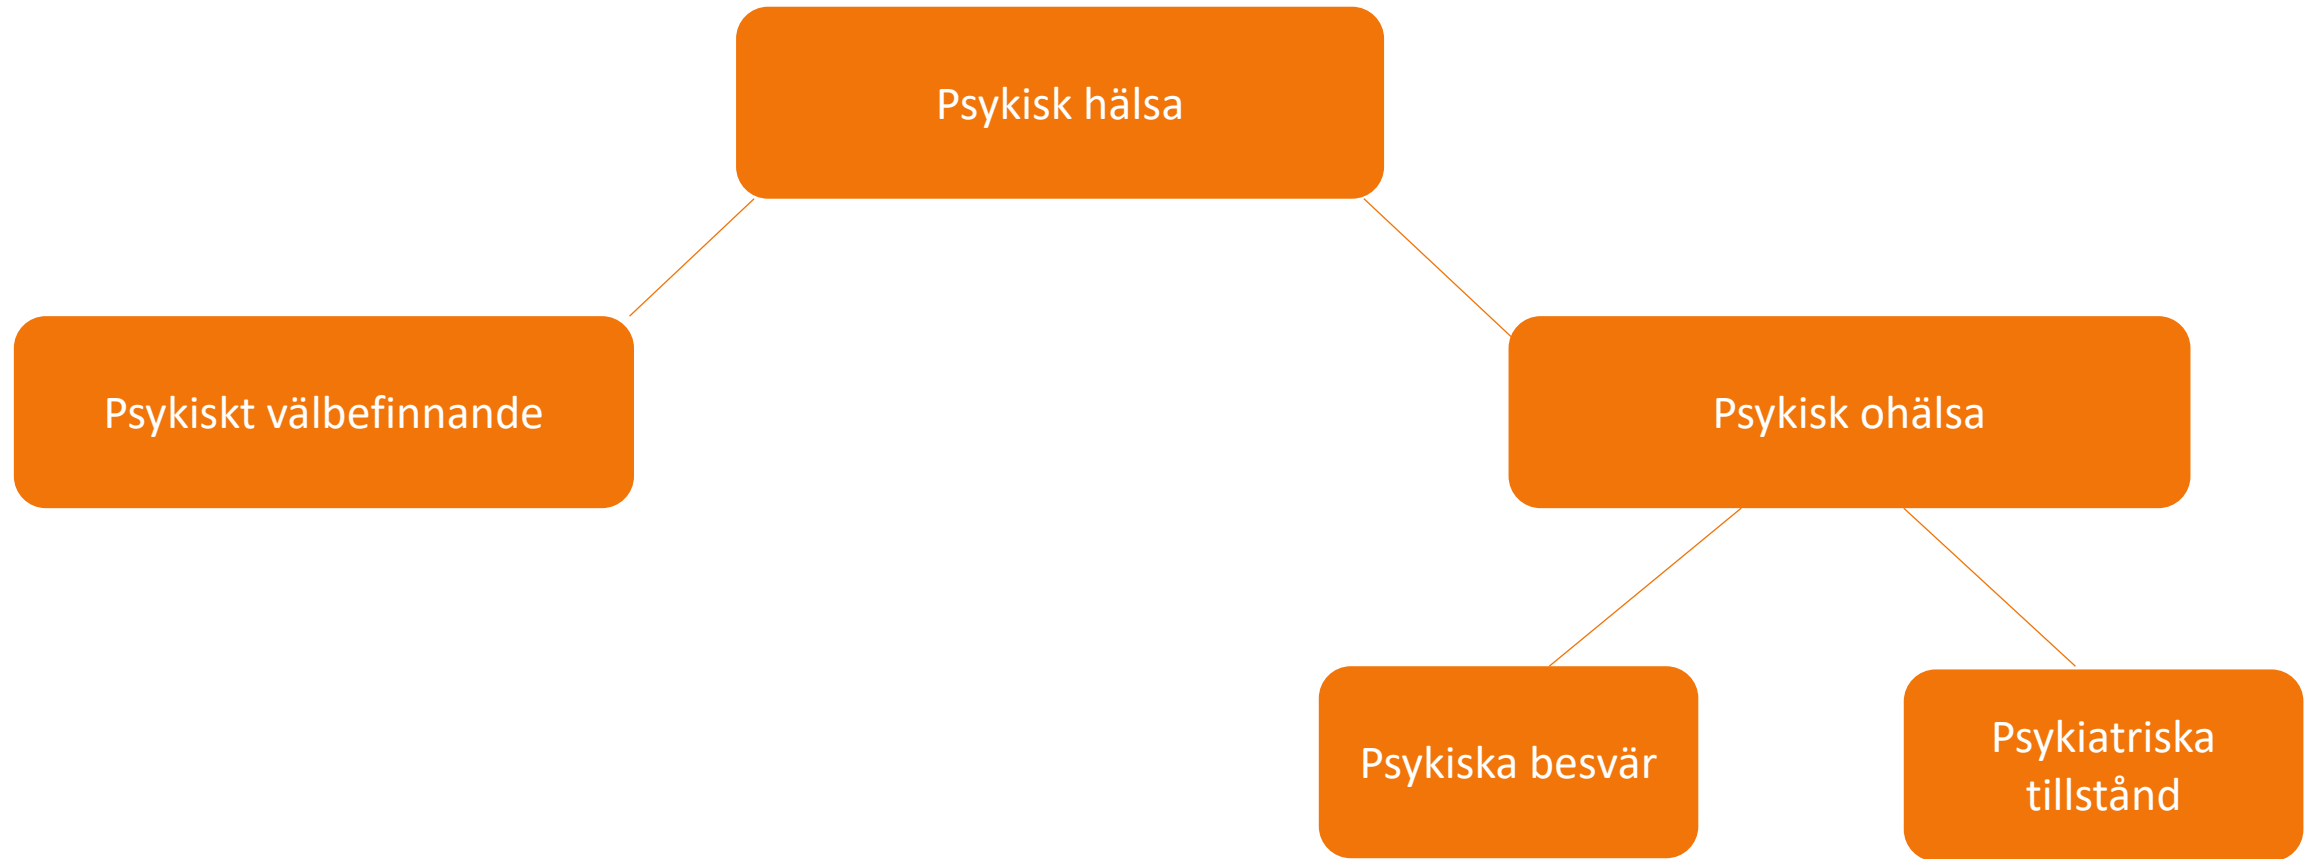 Psykisk hälsa
Psykiskt välbefinnande
Psykisk ohälsa
Psykiska besvär
Psykiatriska
tillstånd